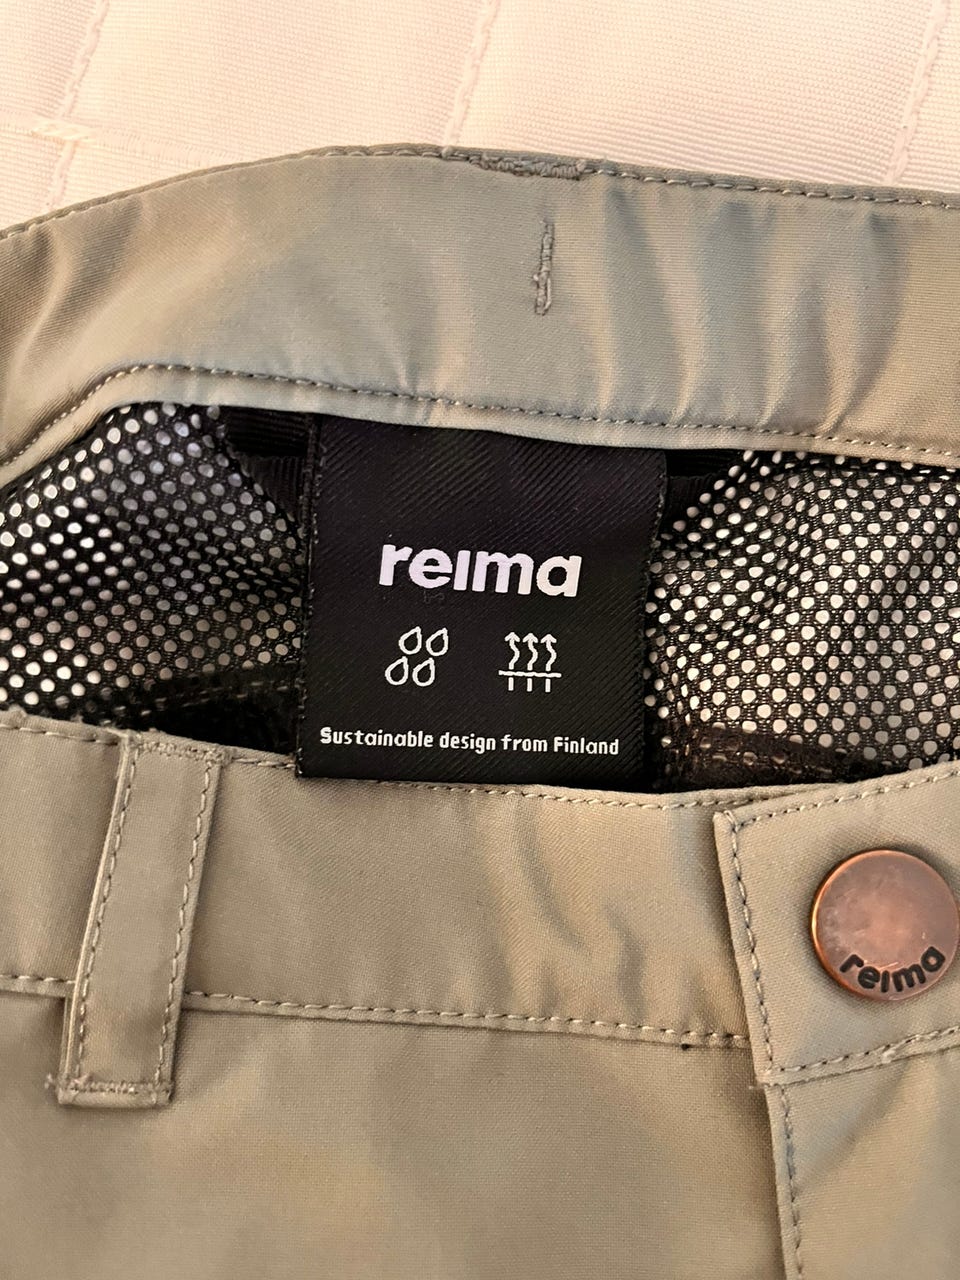 reima
Sustainable design from Finland
reima